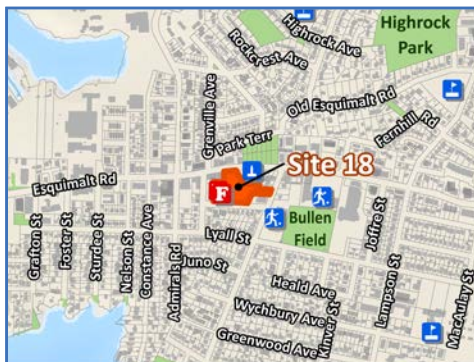 Highrock Ave
Highrock
Park
Rockcrest Ave
Grenville Ave
Old Esquimalt Rd
Fernhill Rd
Park Terr
Site 18
Esquimalt Rd
F
Bullen
Field
Lyall St
Juno St
Grafton St
Foster St
Sturdee St
Nelson St
Constance Ave
Admirals Rd
Joffre St
Lampson St
MacAulay St
Heald Ave
Wychbury Ave
Greenwood Ave
Kinver St